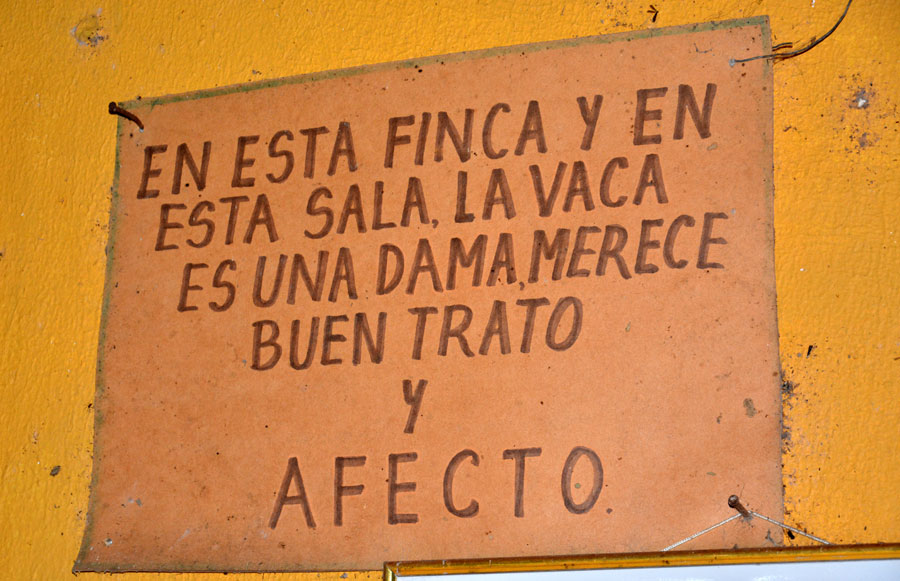 EN ESTA FINCA Y EN
ESTA SALA, LA VACA
ES UNA DAMA, MERECE
BUEN TRATO
Y
AFECTO.